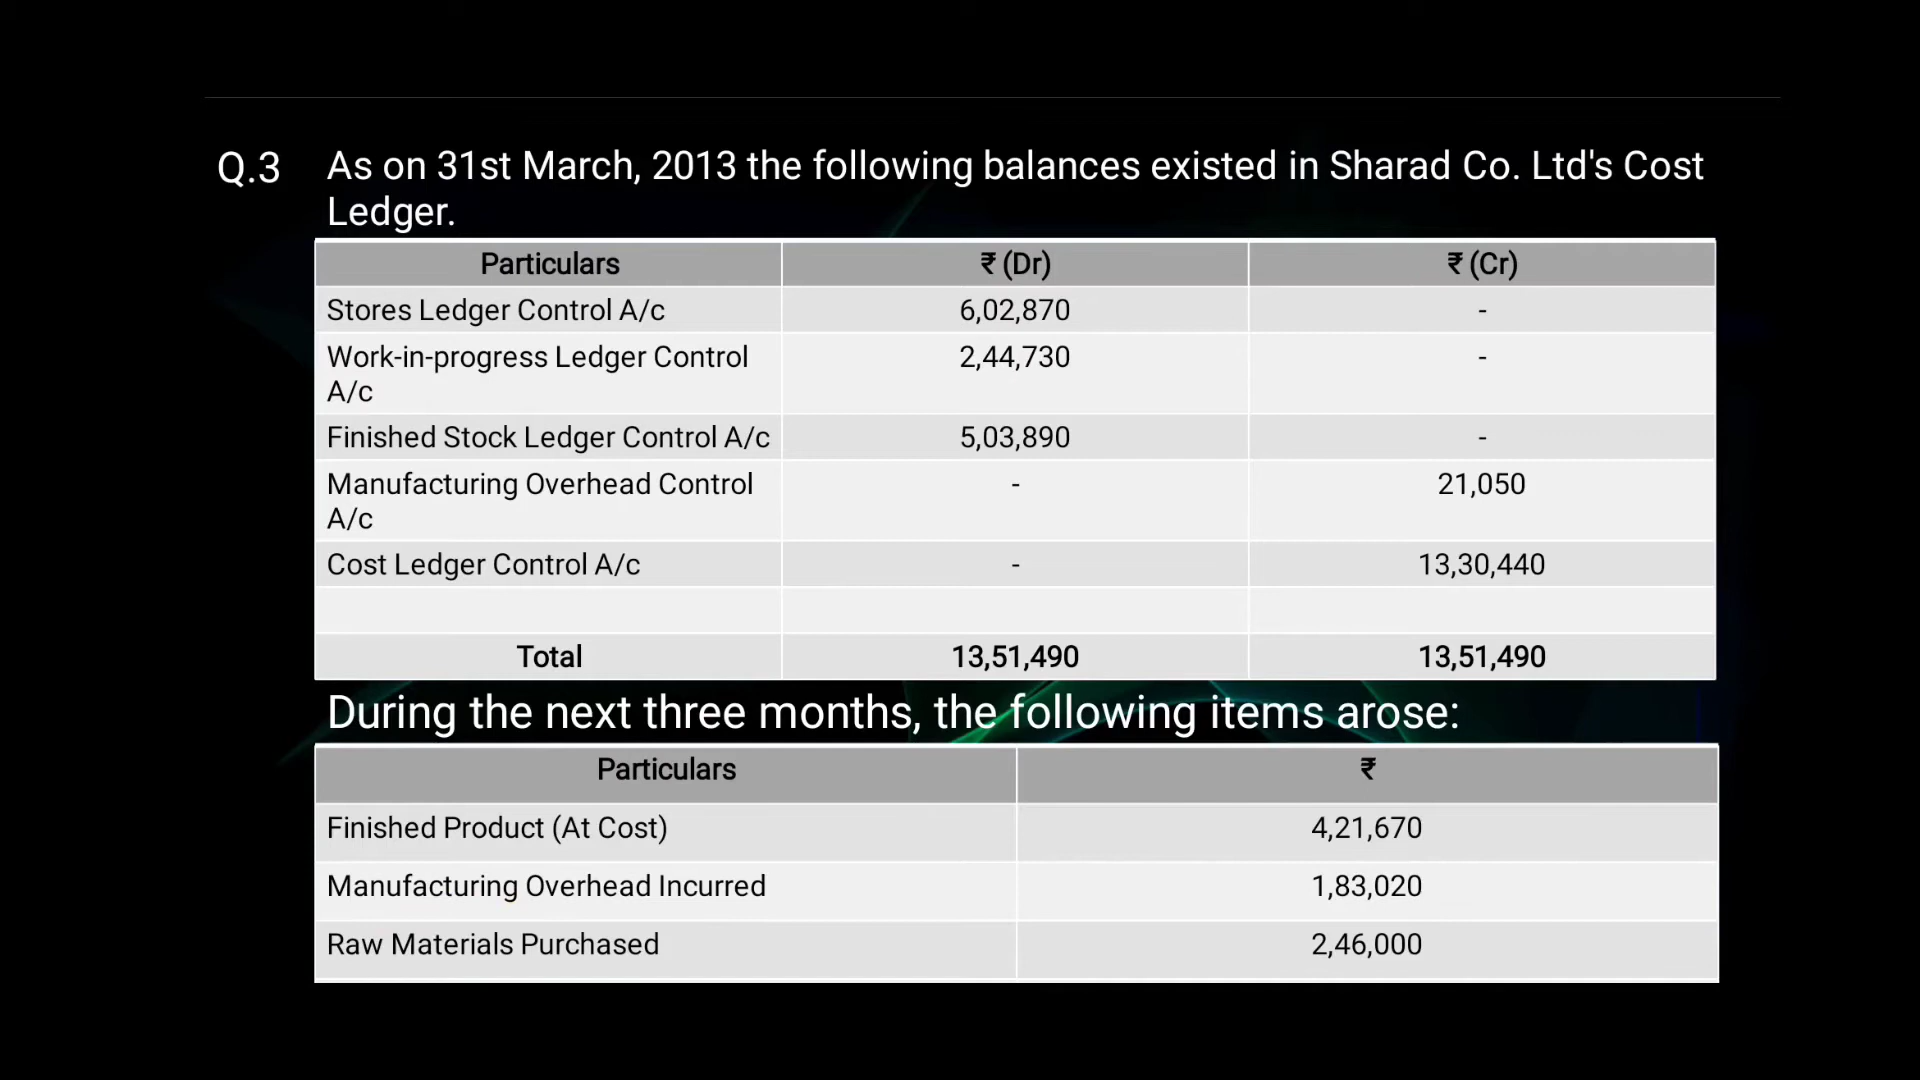 Q.3 As on 31st March, 2013 the following balances existed in Sharad Co. Ltd's Cost
Ledger.
Particulars ₹ (Dr) ₹ (Cr)
Stores Ledger Control A/c 6,02,870 -
Work-in-progress Ledger Control 2,44,730 -
A/c
Finished Stock Ledger Control A/c 5,03,890 -
Manufacturing Overhead Control - 21,050
A/c
Cost Ledger Control A/c - 13,30,440
Total 13,51,490 13,51,490
During the next three months, the following items arose:
Particulars ₹
Finished Product (At Cost) 4,21,670
Manufacturing Overhead Incurred 1,83,020
Raw Materials Purchased 2,46,000